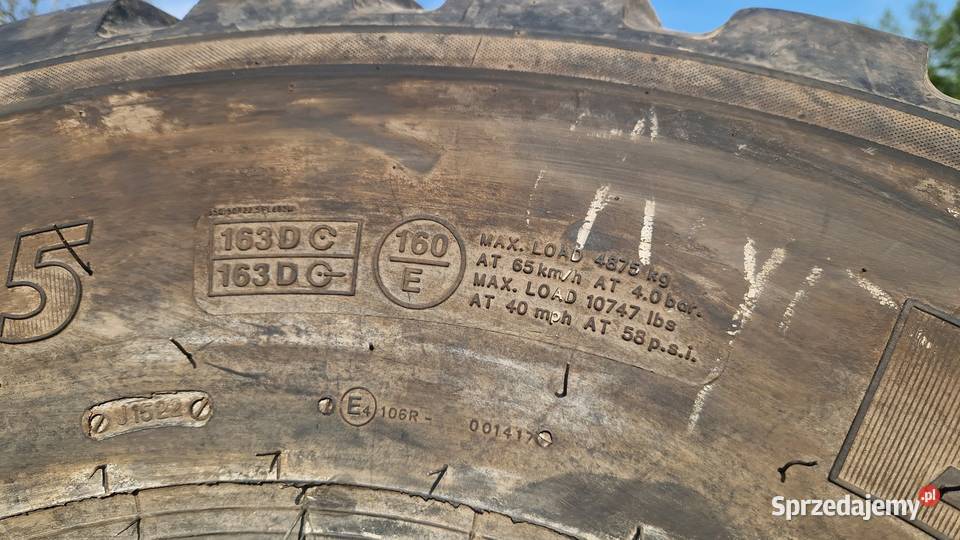 5
163D C
163D C
160
E
MAX. LOAD 4875 kg
AT 65 km/h AT 4.0 bar.
MAX. LOAD 10747 lbs
AT 40 mph AT 58 p.s.i.
J1522
E4 106R - 001417
Sprzedajemy.pl